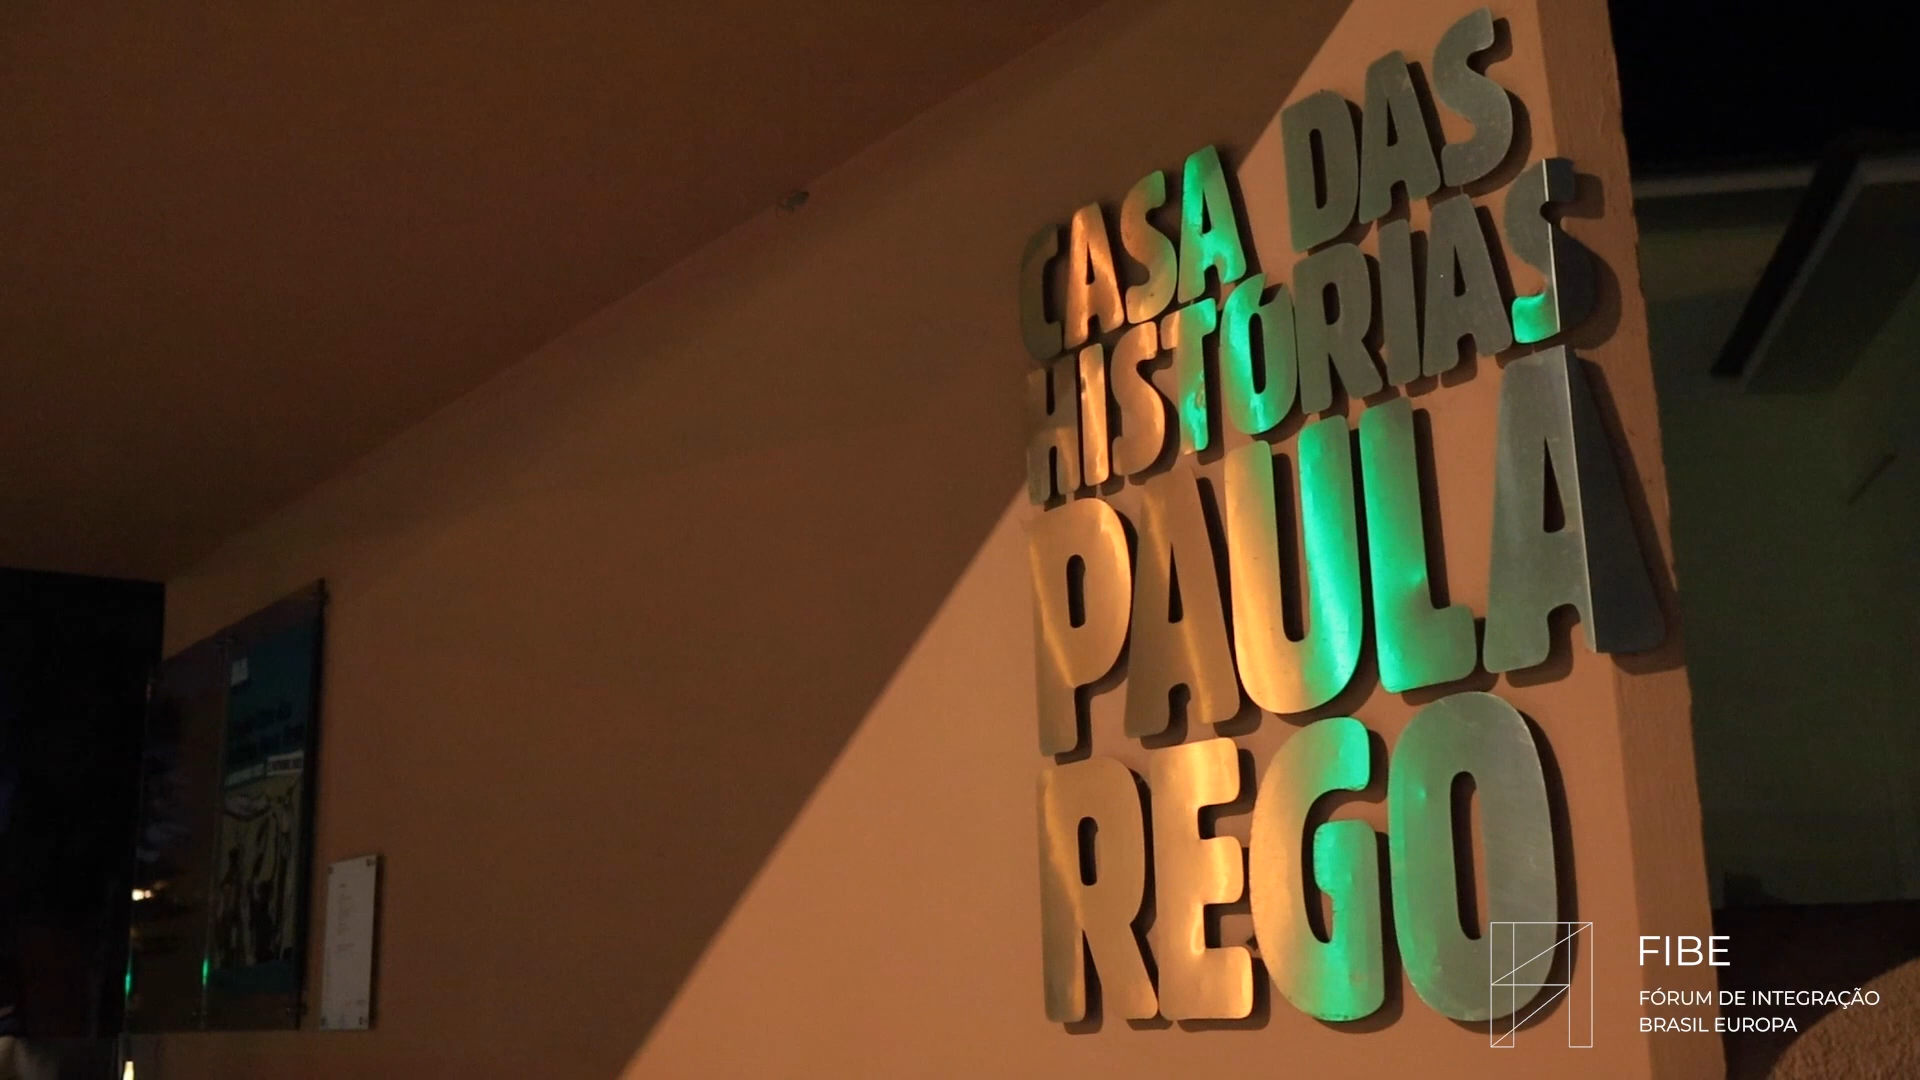 CASA DAS
HISTÓRIAS
PAULA
REGO
FIBE
FÓRUM DE INTEGRAÇÃO
BRASIL EUROPA